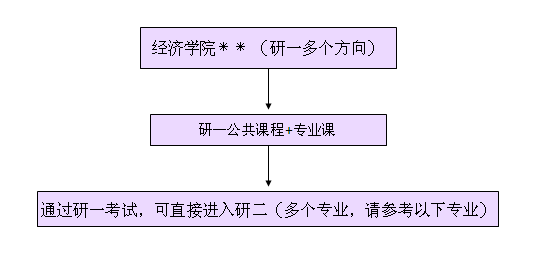 经济学院＊＊（研一多个方向）
研一公共课程+专业课
通过研一考试，可直接进入研二（多个专业，请参考以下专业）